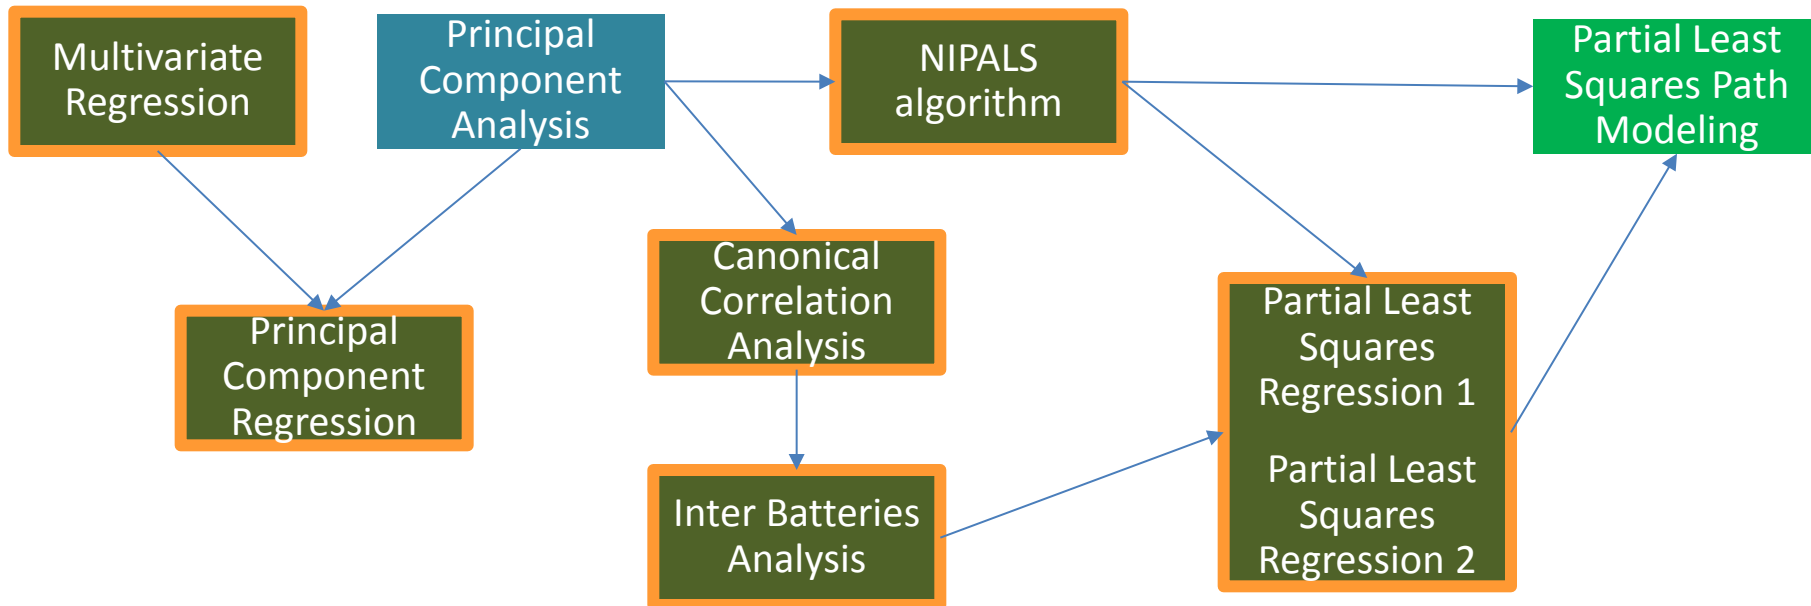 Multivariate
Regression
Principal
Component
Analysis
NIPALS
algorithm
Partial Least
Squares Path
Modeling
Principal
Component
Regression
Canonical
Correlation
Analysis
Inter Batteries
Analysis
Partial Least
Squares
Regression 1
Partial Least
Squares
Regression 2